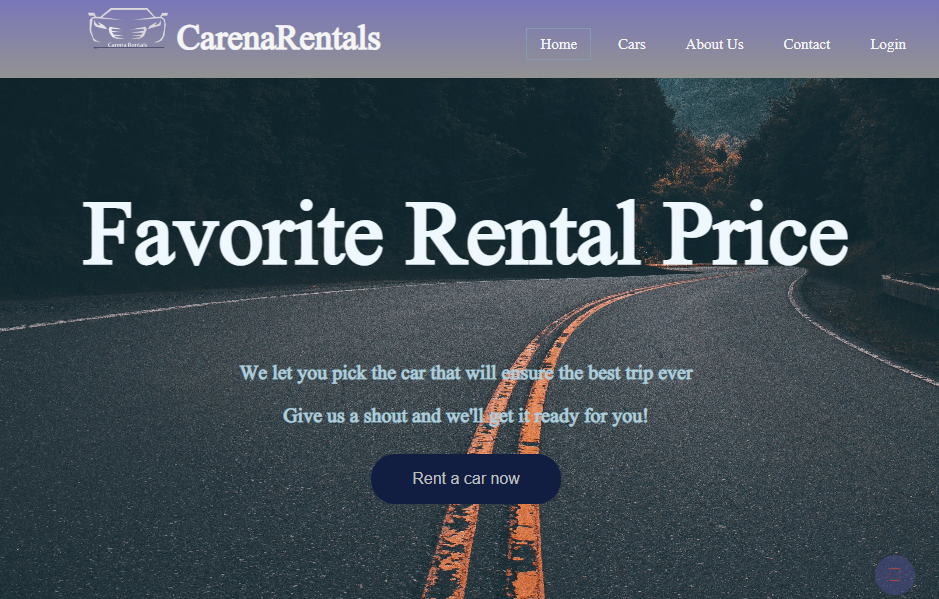 Carena Rentals
CarenaRentals
Home Cars About Us Contact Login
Favorite Rental Price
We let you pick the car that will ensure the best trip ever
Give us a shout and we'll get it ready for you!
Rent a car now